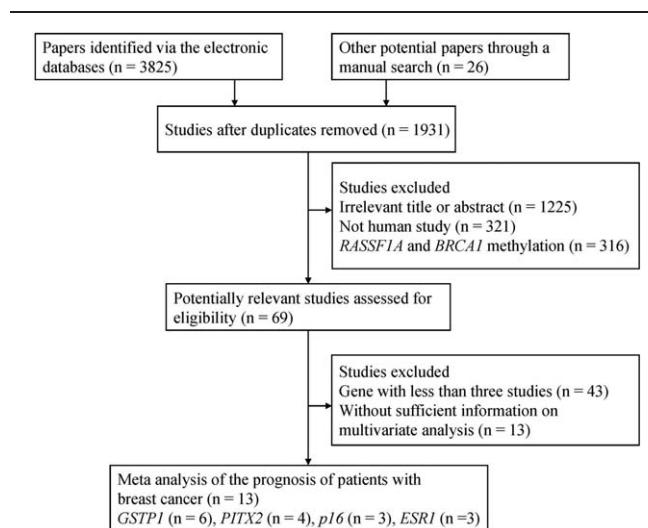 Papers identified via the electronic
databases (n = 3825)
Other potential papers through a
manual search (n = 26)
Studies after duplicates removed (n = 1931)
Studies excluded
Irrelevant title or abstract (n = 1225)
Not human study (n = 321)
RASSF1A and BRCA1 methylation (n = 316)
Potentially relevant studies assessed for
eligibility (n = 69)
Studies excluded
Gene with less than three studies (n = 43)
Without sufficient information on
multivariate analysis (n = 13)
Meta analysis of the prognosis of patients with
breast cancer (n = 13)
GSTP1 (n = 6), PITX2 (n = 4), p16 (n = 3), ESR1 (n =3)